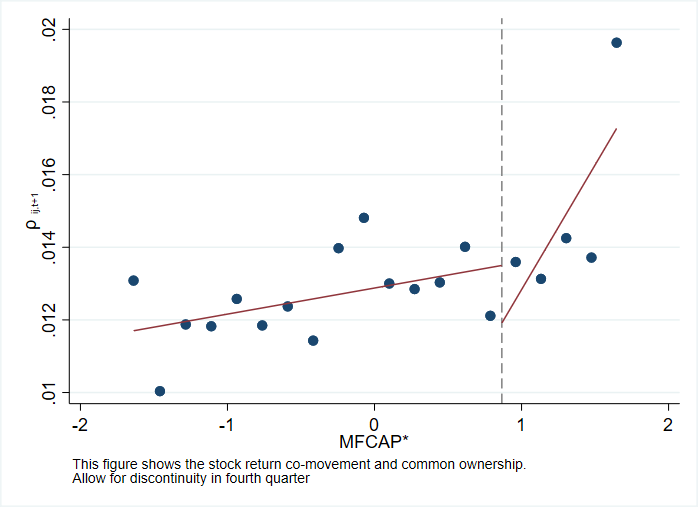 .02
.018
.016
.014
.012
.01
ρ ij,t+1
-2 -1 0 1 2
MFCAP*
This figure shows the stock return co-movement and common ownership.
Allow for discontinuity in fourth quarter